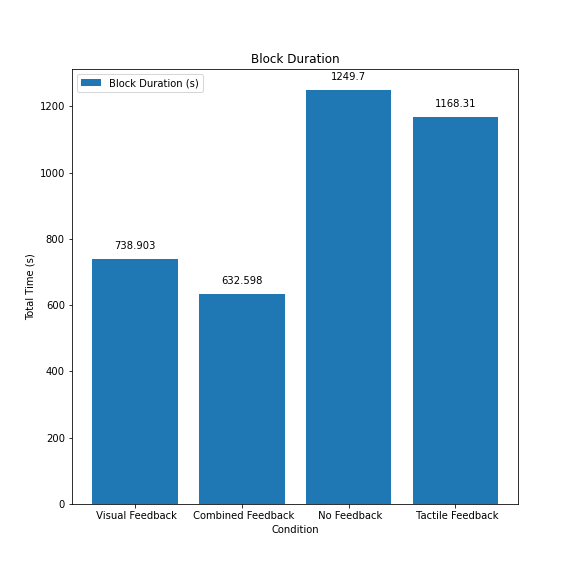 Block Duration
Block Duration (s)
1249.7
1168.31
738.903
632.598
1200
1000
800
600
400
200
0
Total Time (s)
Visual Feedback
Combined Feedback
No Feedback
Tactile Feedback
Condition